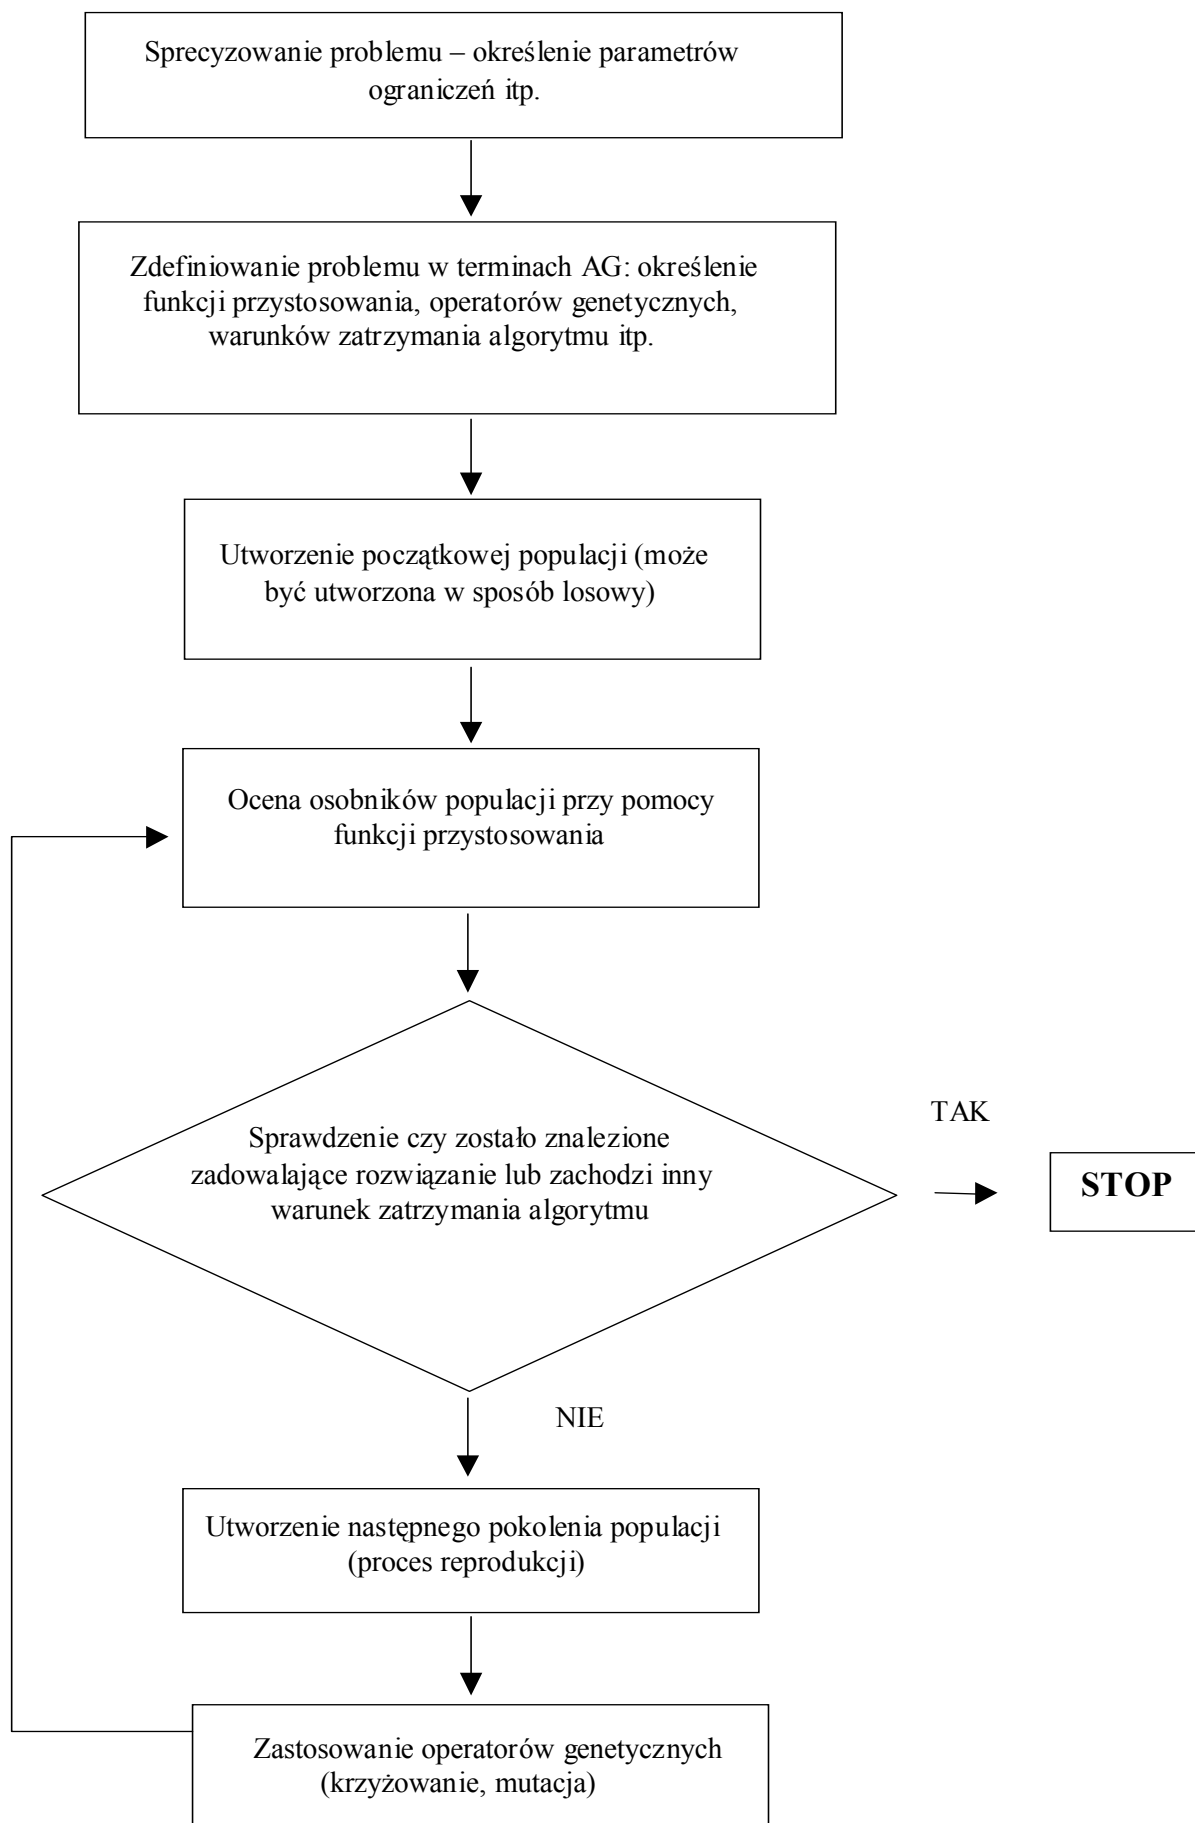 Sprecyzowanie problemu – określenie parametrów
ograniczeń itp.
Zdefiniowanie problemu w terminach AG: określenie
funkcji przystosowania, operatorów genetycznych,
warunków zatrzymania algorytmu itp.
Utworzenie początkowej populacji (może
być utworzona w sposób losowy)
Ocena osobników populacji przy pomocy
funkcji przystosowania
Sprawdzenie czy zostało znalezione
zadowalające rozwiązanie lub zachodzi inny
warunek zatrzymania algorytmu
TAK
STOP
NIE
Utworzenie następnego pokolenia populacji
(proces reprodukcji)
Zastosowanie operatorów genetycznych
(krzyżowanie, mutacja)